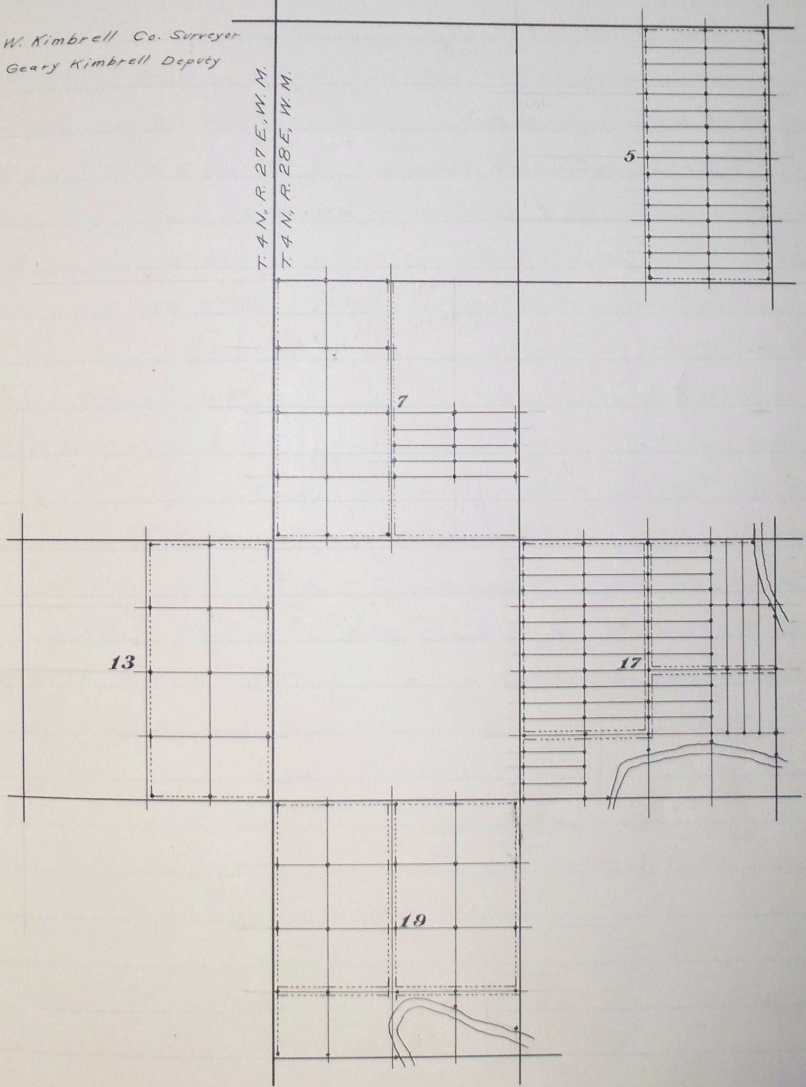 W. Kimbrell Co. Surveyor
Geary Kimbrell Deputy
T. 4 N, R. 27 E, W. M.
T. 4 N, R. 28 E, W. M.
5
7
13
17
19